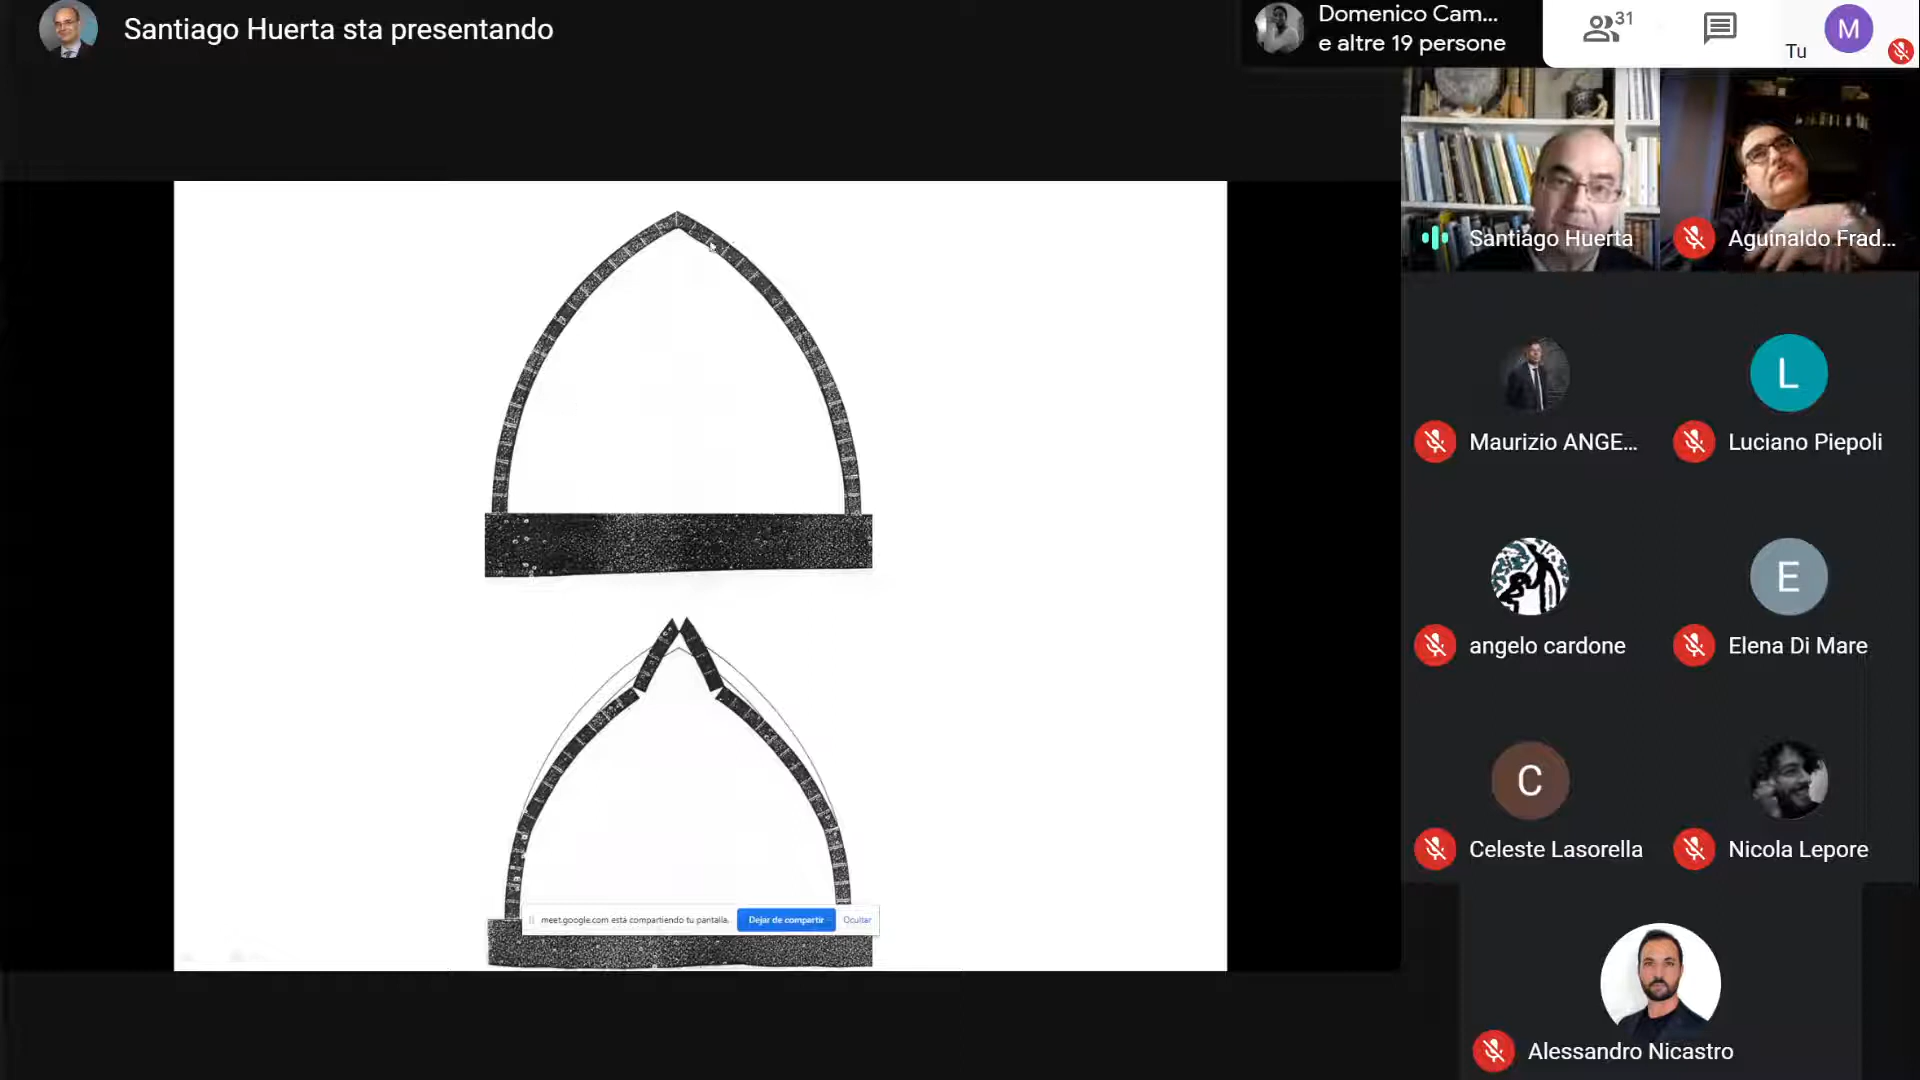 Santiago Huerta sta presentando
Domenico Cam...
e altre 19 persone
31
Tu
M
Santiago Huerta
Aguinaldo Frad...
L
Maurizio ANGE...
Luciano Piepoli
E
angelo cardone
Elena Di Mare
C
Celeste Lasorella
Nicola Lepore
meet.google.com está compartiendo tu pantalla.
Dejar de compartir
Ocultar
Alessandro Nicastro